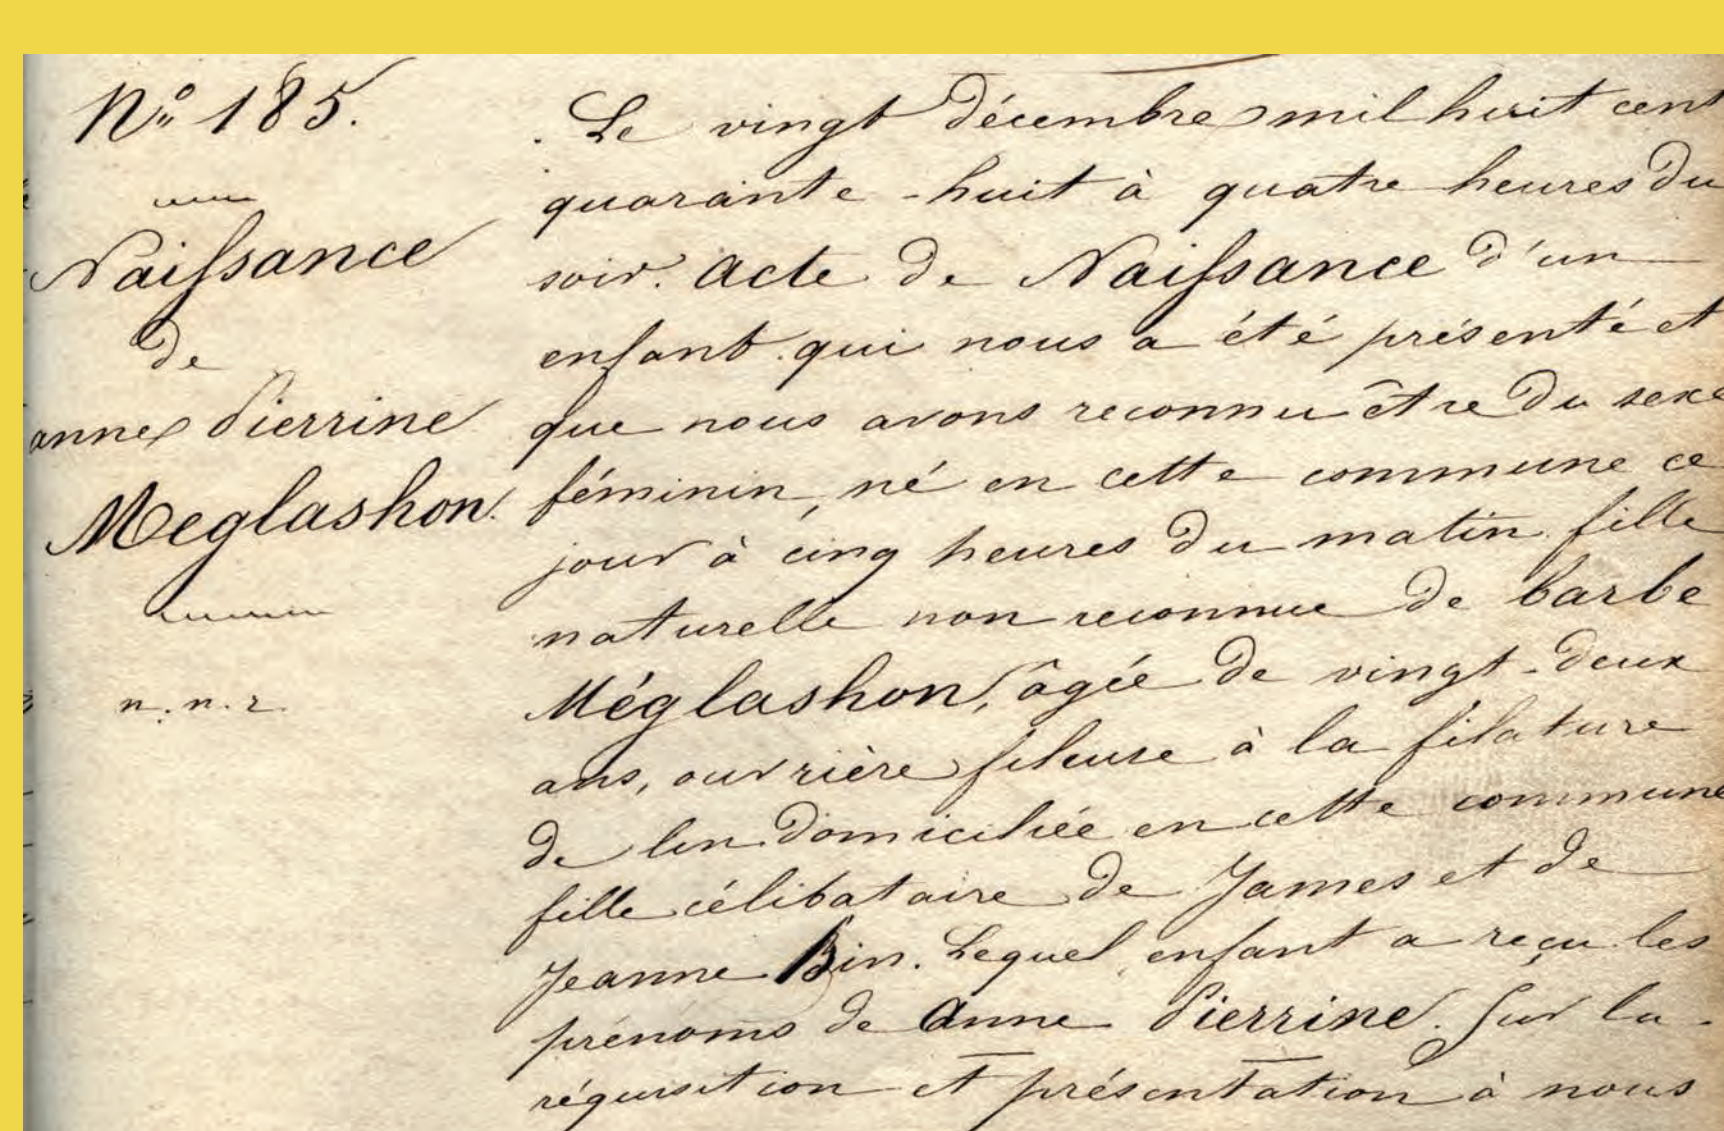 N° 185.
Naissance
de
anne Pierrine
Meglashon.
n. n. r.
Le vingt décembre mil huit cent
quarante-huit à quatre heures du
soir. Acte de Naissance d'un
enfant qui nous a été présenté et
que nous avons reconnu être du sexe
féminin, né en cette commune ce
jour à cinq heures du matin fille
naturelle non reconnue de barbe
Méglashon, âgée de vingt-deux
ans, ouvrière fileuse à la filature
de lin domiciliée en cette commune
fille célibataire de James et de
Jeanne Bin. Lequel enfant a reçu les
prénoms de Anne Pierrine. Sur la
réquisition et présentation à nous